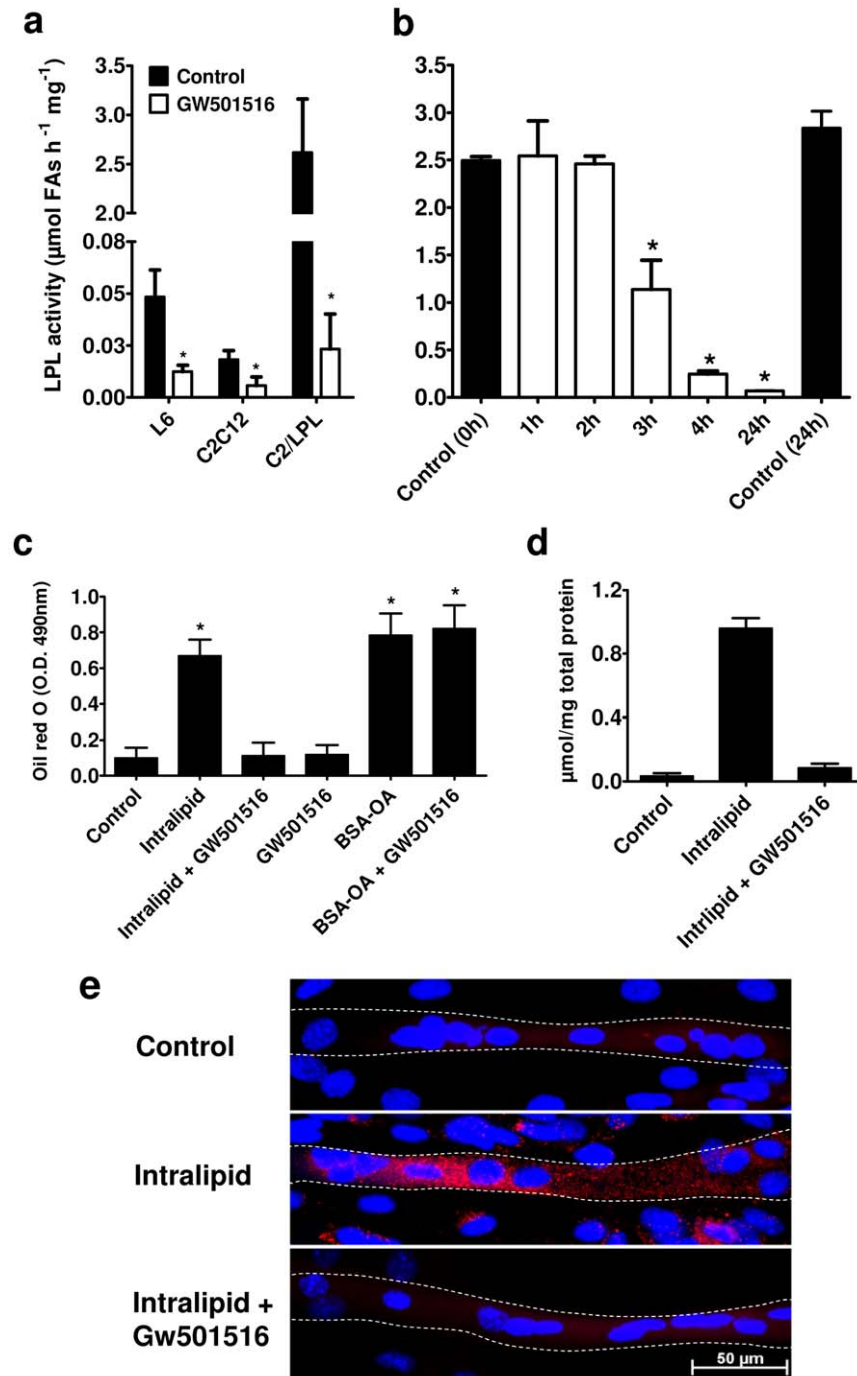 a
LPL activity (µmol FAs h⁻¹ mg⁻¹)
3.5
3.0
2.5
2.0
0.08
0.05
0.03
0.00
Control
GW501516
*
*
*
L6
C2C12
C2/LPL
b
3.5
3.0
2.5
2.0
1.5
1.0
0.5
0.0
*
*
*
Control (0h)
1h
2h
3h
4h
24h
Control (24h)
c
Oil red O (O.D. 490nm)
1.0
0.8
0.6
0.4
0.2
0.0
*
*
*
Control
Intralipid
Intralipid + GW501516
GW501516
BSA-OA
BSA-OA + GW501516
d
µmol/mg total protein
1.2
0.8
0.4
0.0
Control
Intralipid
Intrlipid + GW501516
e
Control
Intralipid
Intralipid +
Gw501516
50 µm